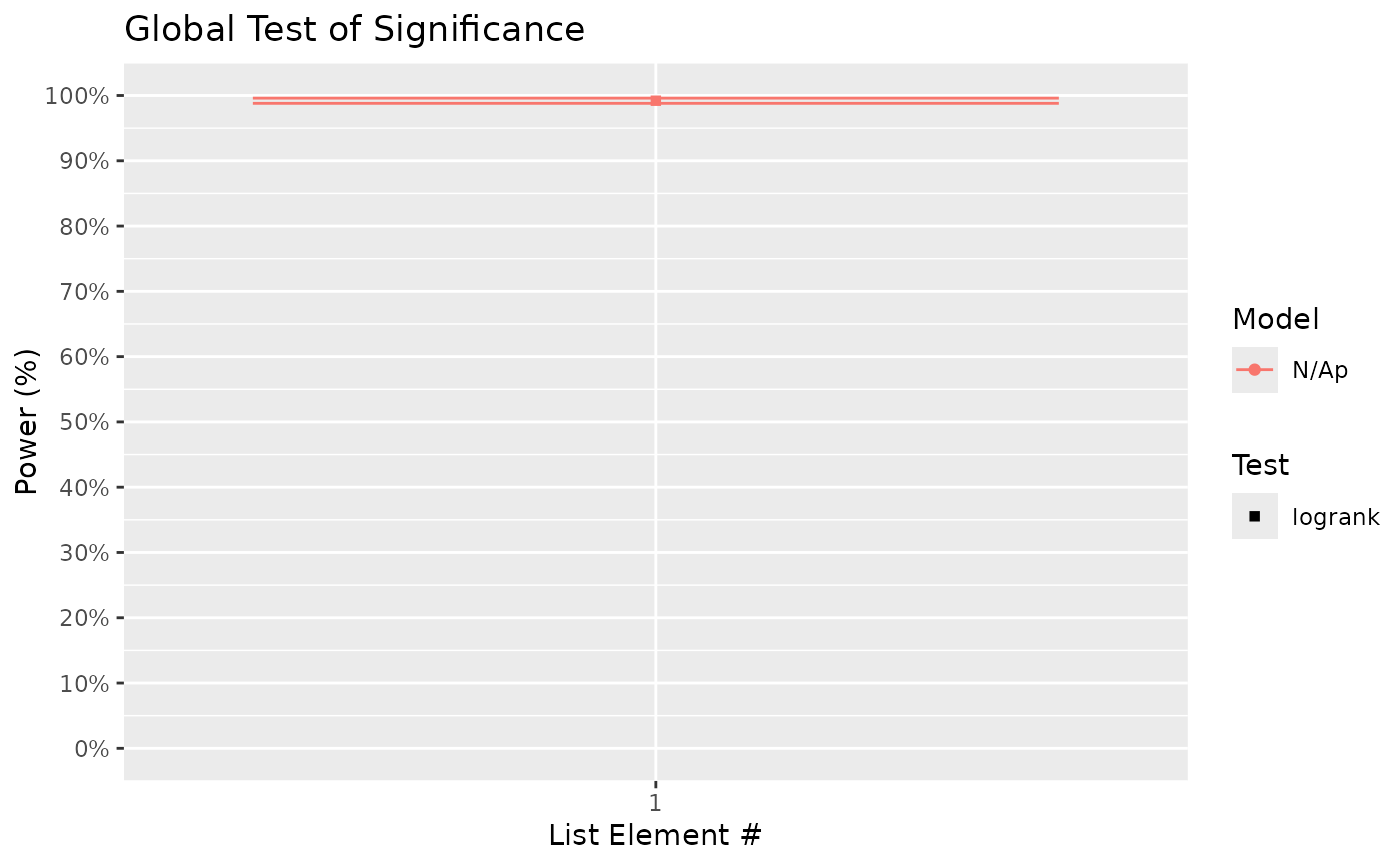 Global Test of Significance
100%
90%
80%
70%
60%
50%
40%
30%
20%
10%
0%
Power (%)
1
List Element #
Model
N/Ap
Test
logrank